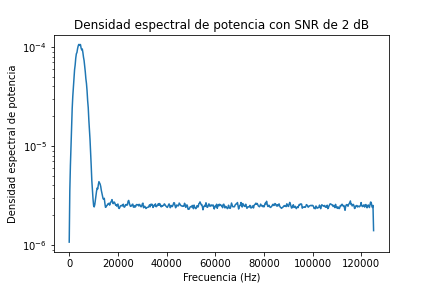 Densidad espectral de potencia con SNR de 2 dB
Densidad espectral de potencia
10⁻⁴
10⁻⁵
10⁻⁶
0 20000 40000 60000 80000 100000 120000
Frecuencia (Hz)